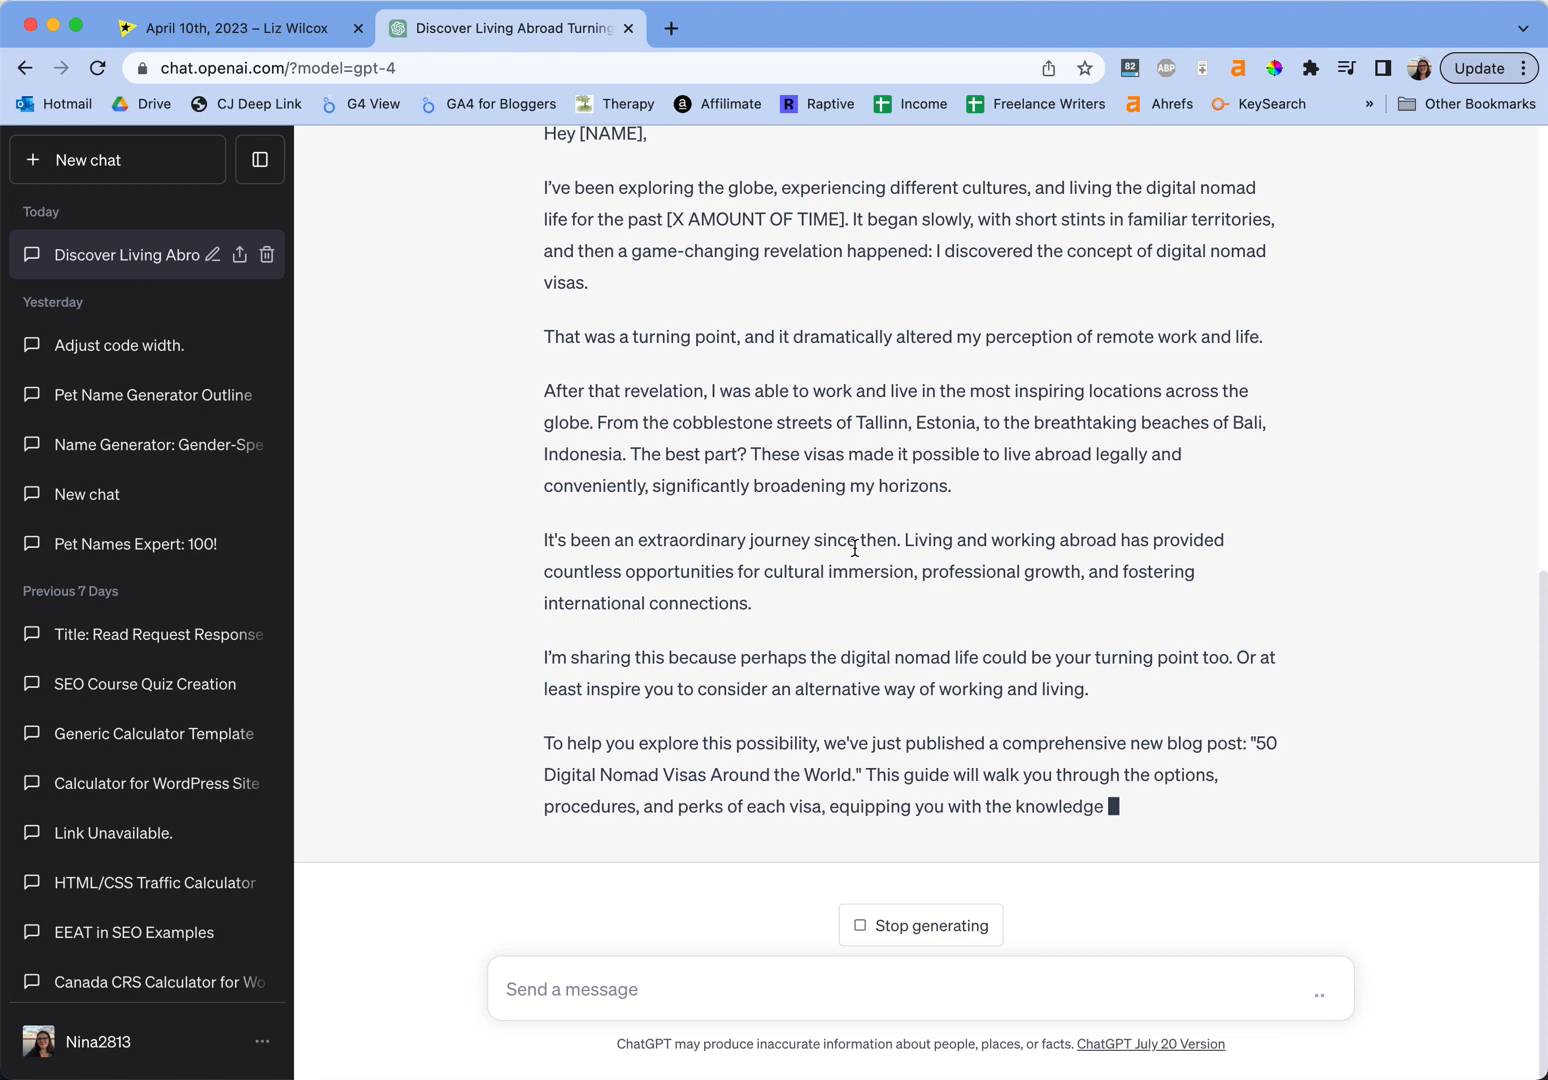 April 10th, 2023 – Liz Wilcox
Discover Living Abroad Turning
chat.openai.com/?model=gpt-4
82
ABP
Update
Hotmail
Drive
CJ Deep Link
G4 View
GA4 for Bloggers
Therapy
Affilimate
Raptive
Income
Freelance Writers
Ahrefs
KeySearch
»
Other Bookmarks
New chat
Today
Discover Living Abro
Yesterday
Adjust code width.
Pet Name Generator Outline
Name Generator: Gender-Spe
New chat
Pet Names Expert: 100!
Previous 7 Days
Title: Read Request Response
SEO Course Quiz Creation
Generic Calculator Template
Calculator for WordPress Site
Link Unavailable.
HTML/CSS Traffic Calculator
EEAT in SEO Examples
Canada CRS Calculator for Wo
Nina2813
Hey [NAME],
I’ve been exploring the globe, experiencing different cultures, and living the digital nomad
life for the past [X AMOUNT OF TIME]. It began slowly, with short stints in familiar territories,
and then a game-changing revelation happened: I discovered the concept of digital nomad
visas.
That was a turning point, and it dramatically altered my perception of remote work and life.
After that revelation, I was able to work and live in the most inspiring locations across the
globe. From the cobblestone streets of Tallinn, Estonia, to the breathtaking beaches of Bali,
Indonesia. The best part? These visas made it possible to live abroad legally and
conveniently, significantly broadening my horizons.
It's been an extraordinary journey since then. Living and working abroad has provided
countless opportunities for cultural immersion, professional growth, and fostering
international connections.
I’m sharing this because perhaps the digital nomad life could be your turning point too. Or at
least inspire you to consider an alternative way of working and living.
To help you explore this possibility, we've just published a comprehensive new blog post: "50
Digital Nomad Visas Around the World." This guide will walk you through the options,
procedures, and perks of each visa, equipping you with the knowledge
Stop generating
Send a message
ChatGPT may produce inaccurate information about people, places, or facts. ChatGPT July 20 Version